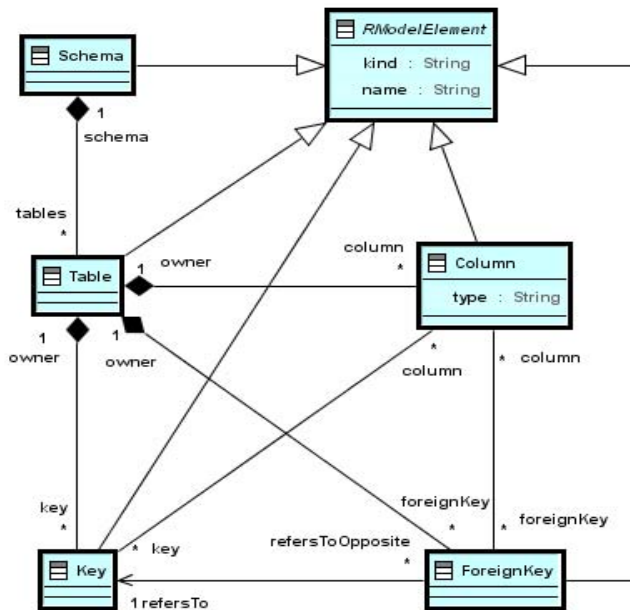 RModelElement
Schema
kind : String
name : String
1
schema
tables
*
column
*
1 owner
Table
Column
type : String
1
owner
1
owner
*
column
*
column
key
*
foreignKey
*
*
foreignKey
* key
refersToOpposite
*
Key
ForeignKey
1 refersTo